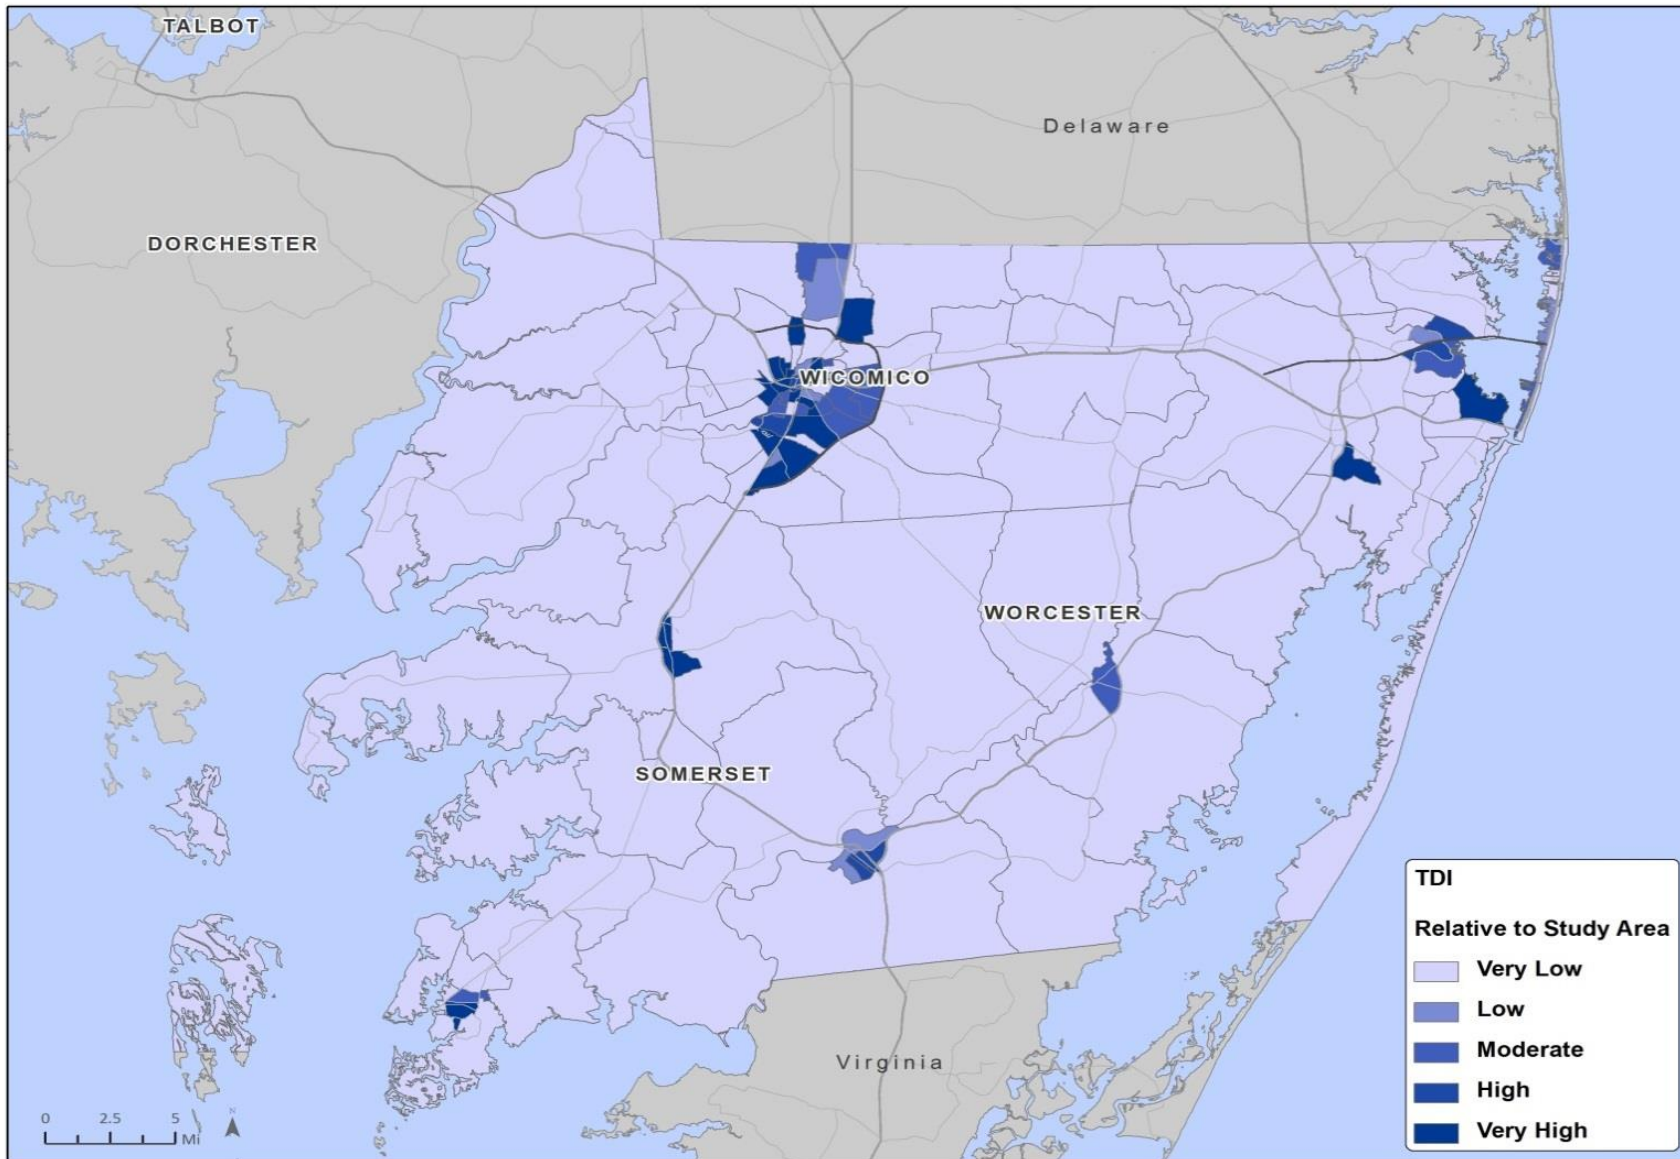 TALBOT
Delaware
DORCHESTER
WICOMICO
WORCESTER
SOMERSET
Virginia
TDI
Relative to Study Area
Very Low
Low
Moderate
High
Very High
0 2.5 5
Mi
N